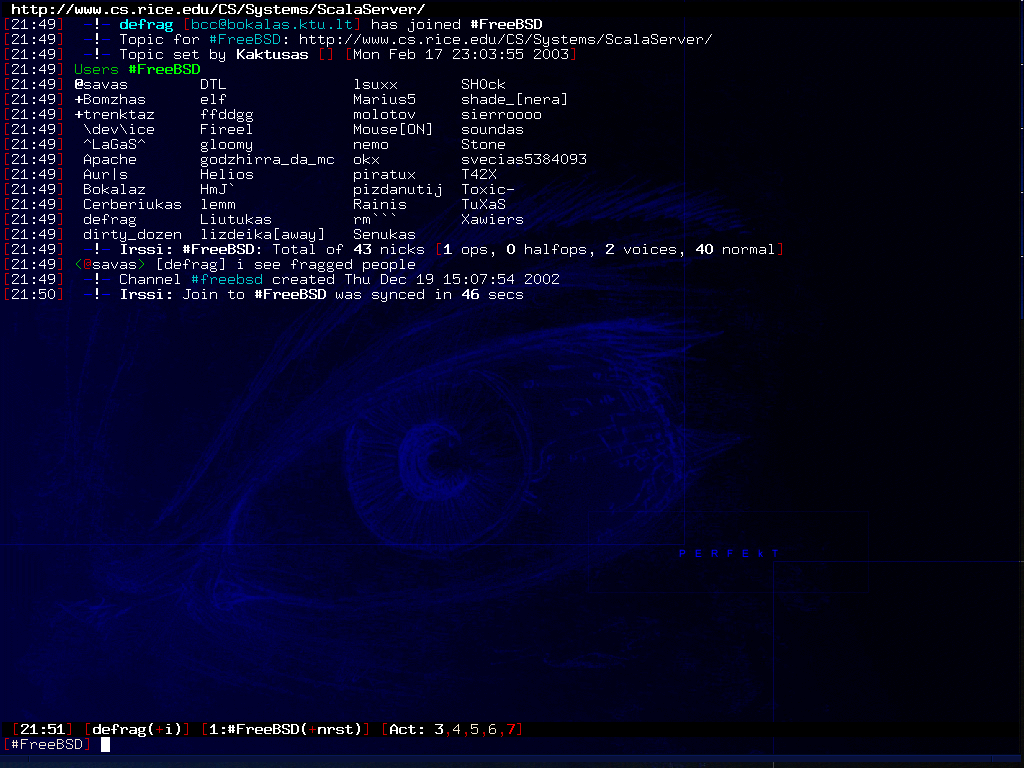 http://www.cs.rice.edu/CS/Systems/ScalaServer/
[21:49] -!- defrag [bcc@bokalas.ktu.lt] has joined #FreeBSD
[21:49] -!- Topic for #FreeBSD: http://www.cs.rice.edu/CS/Systems/ScalaServer/
[21:49] -!- Topic set by Kaktusas [] [Mon Feb 17 23:03:55 2003]
[21:49] Users #FreeBSD
[21:49] @savas DTL lsuxx SHOck
[21:49] +Bomzhas elf Marius5 shade_[nera]
[21:49] +trenktaz ffddgg molotov sierroooo
[21:49] \dev\ice Fireel Mouse[ON] soundas
[21:49] ^LaGaS^ gloomy nemo Stone
[21:49] Apache godzhirra_da_mc okx svecias5384093
[21:49] Aur|s Helios piratux T4ZX
[21:49] Bokalaz HmJ` pizdanutij Toxic-
[21:49] Cerberiukas lemm Rainis TuXaS
[21:49] defrag Liutukas rm``` Xawiers
[21:49] dirty_dozen lizdeika[away] Senukas
[21:49] -!- Irssi: #FreeBSD: Total of 43 nicks [1 ops, 0 halfops, 2 voices, 40 normal]
[21:49] <@savas> [defrag] i see fragged people
[21:49] -!- Channel #freebsd created Thu Dec 19 15:07:54 2002
[21:50] -!- Irssi: Join to #FreeBSD was synced in 46 secs
PERFEKT
[21:51] [defrag(+i)] [1:#FreeBSD(+nrst)] [Act: 3,4,5,6,7]
[#FreeBSD]